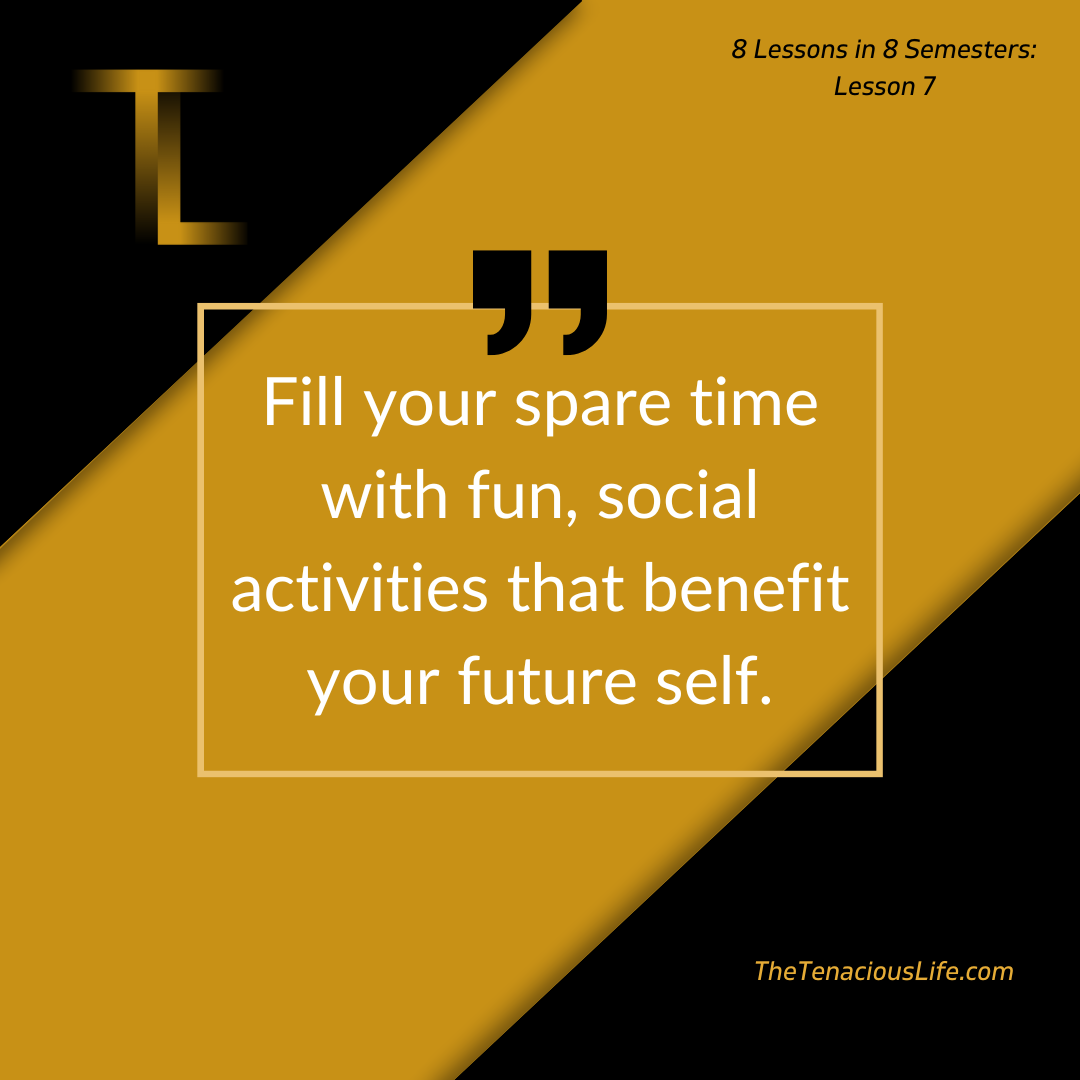 TL
8 Lessons in 8 Semesters:
Lesson 7
”
Fill your spare time
with fun, social
activities that benefit
your future self.
TheTenaciousLife.com